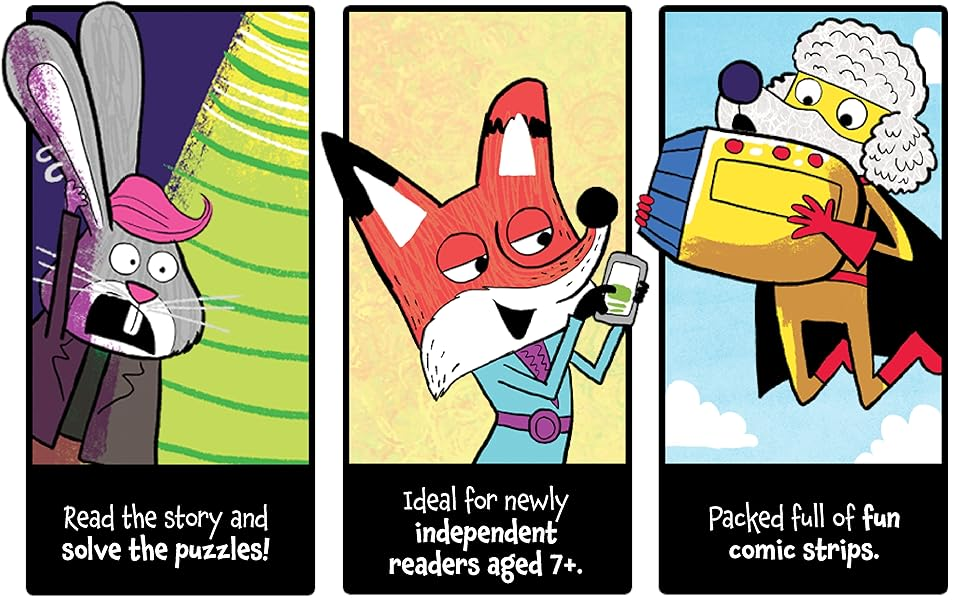 Read the story and
solve the puzzles!
Ideal for newly
independent
readers aged 7+.
Packed full of fun
comic strips.